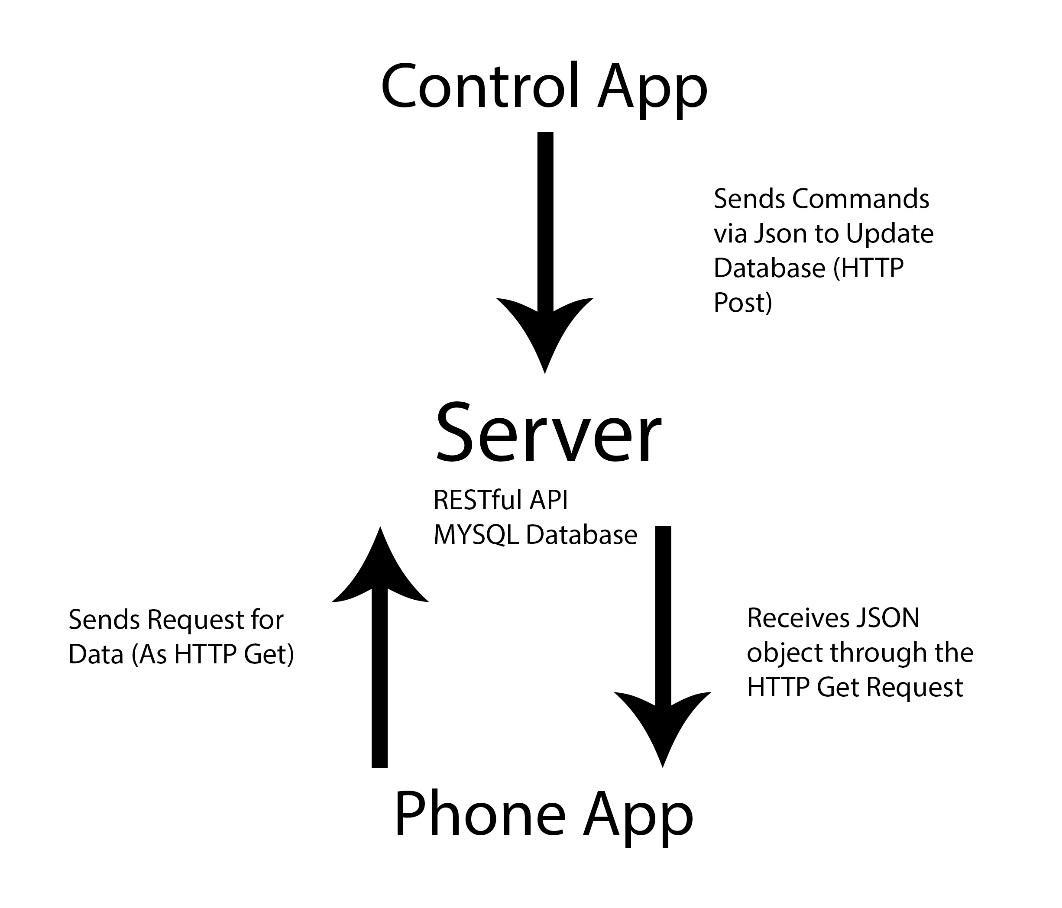 Control App
Sends Commands
via Json to Update
Database (HTTP
Post)
Server
RESTful API
MYSQL Database
Sends Request for
Data (As HTTP Get)
Receives JSON
object through the
HTTP Get Request
Phone App